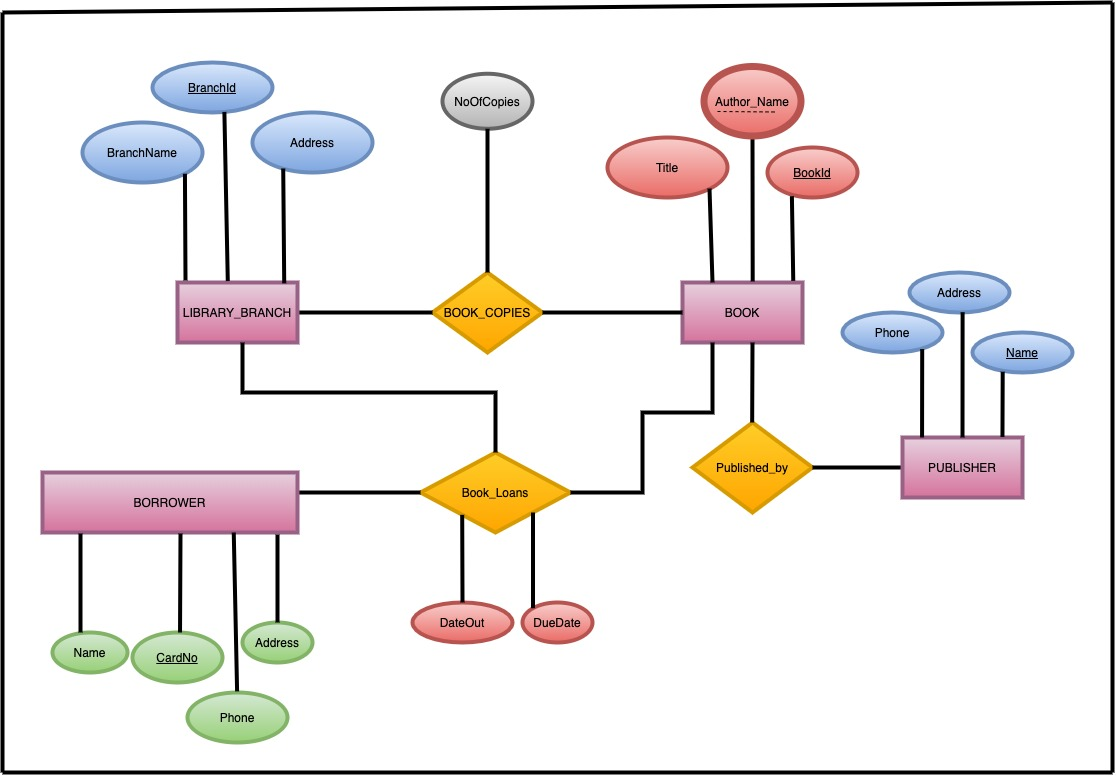 BranchId
BranchName
Address
NoOfCopies
Author_Name
Title
BookId
LIBRARY_BRANCH
BOOK_COPIES
BOOK
Address
Phone
Name
Published_by
PUBLISHER
BORROWER
Book_Loans
Name
CardNo
Address
Phone
DateOut
DueDate